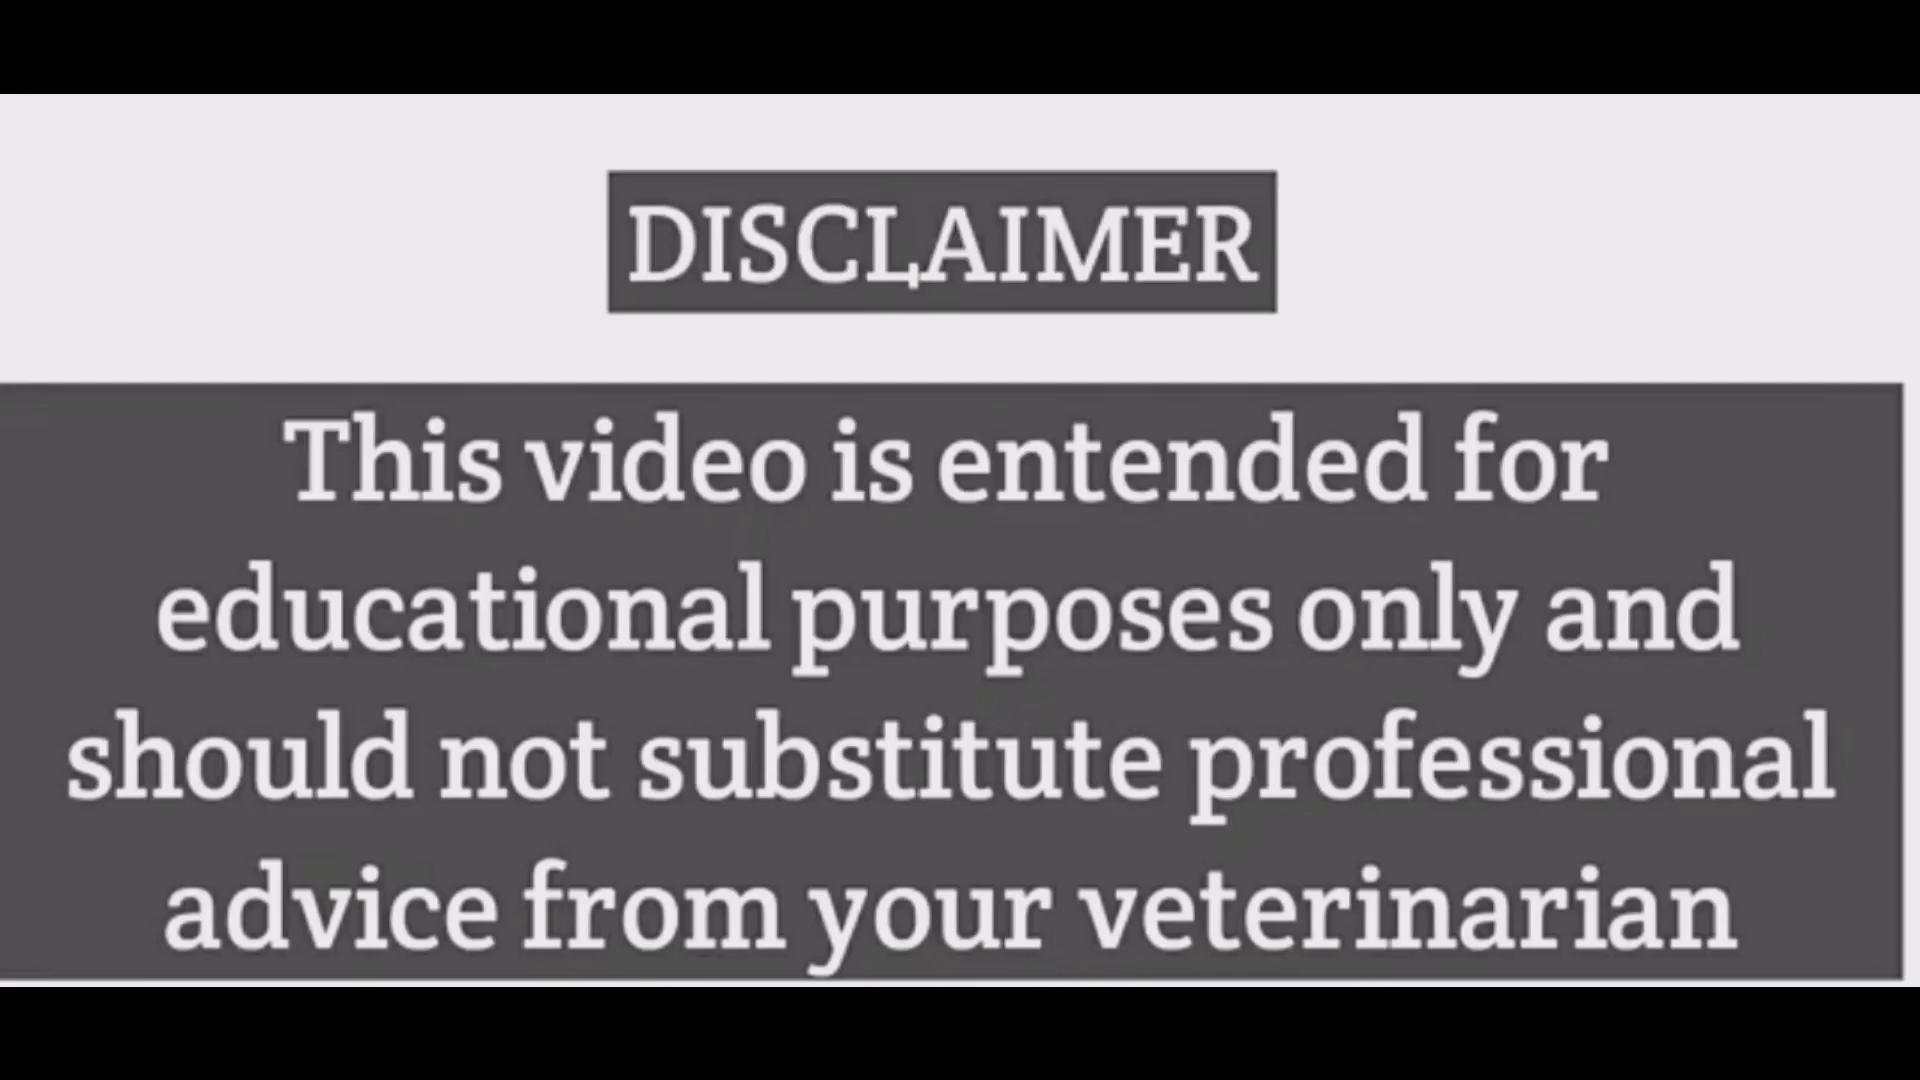 DISCLAIMER
This video is entended for
educational purposes only and
should not substitute professional
advice from your veterinarian